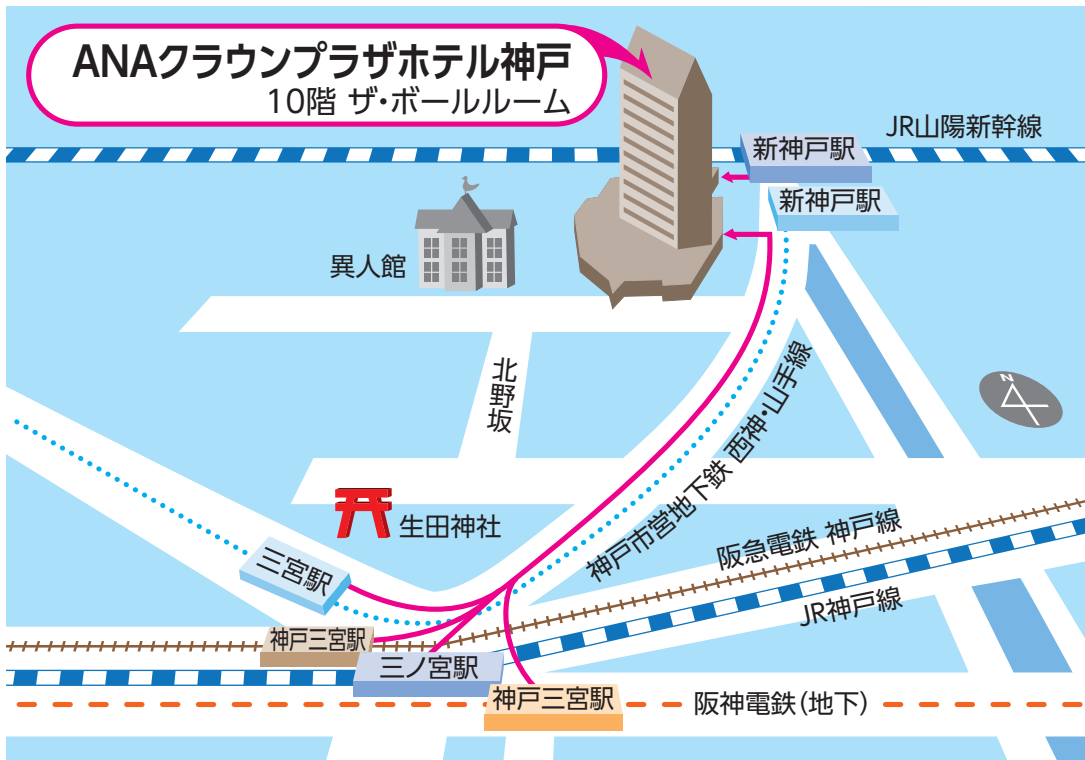 ANAクラウンプラザホテル神戸
10階 ザ・ボールルーム
JR山陽新幹線
新神戸駅
新神戸駅
異人館
北野坂
神戸市営地下鉄 西神・山手線
N
生田神社
阪急電鉄 神戸線
JR神戸線
三宮駅
神戸三宮駅
三ノ宮駅
神戸三宮駅
阪神電鉄(地下)